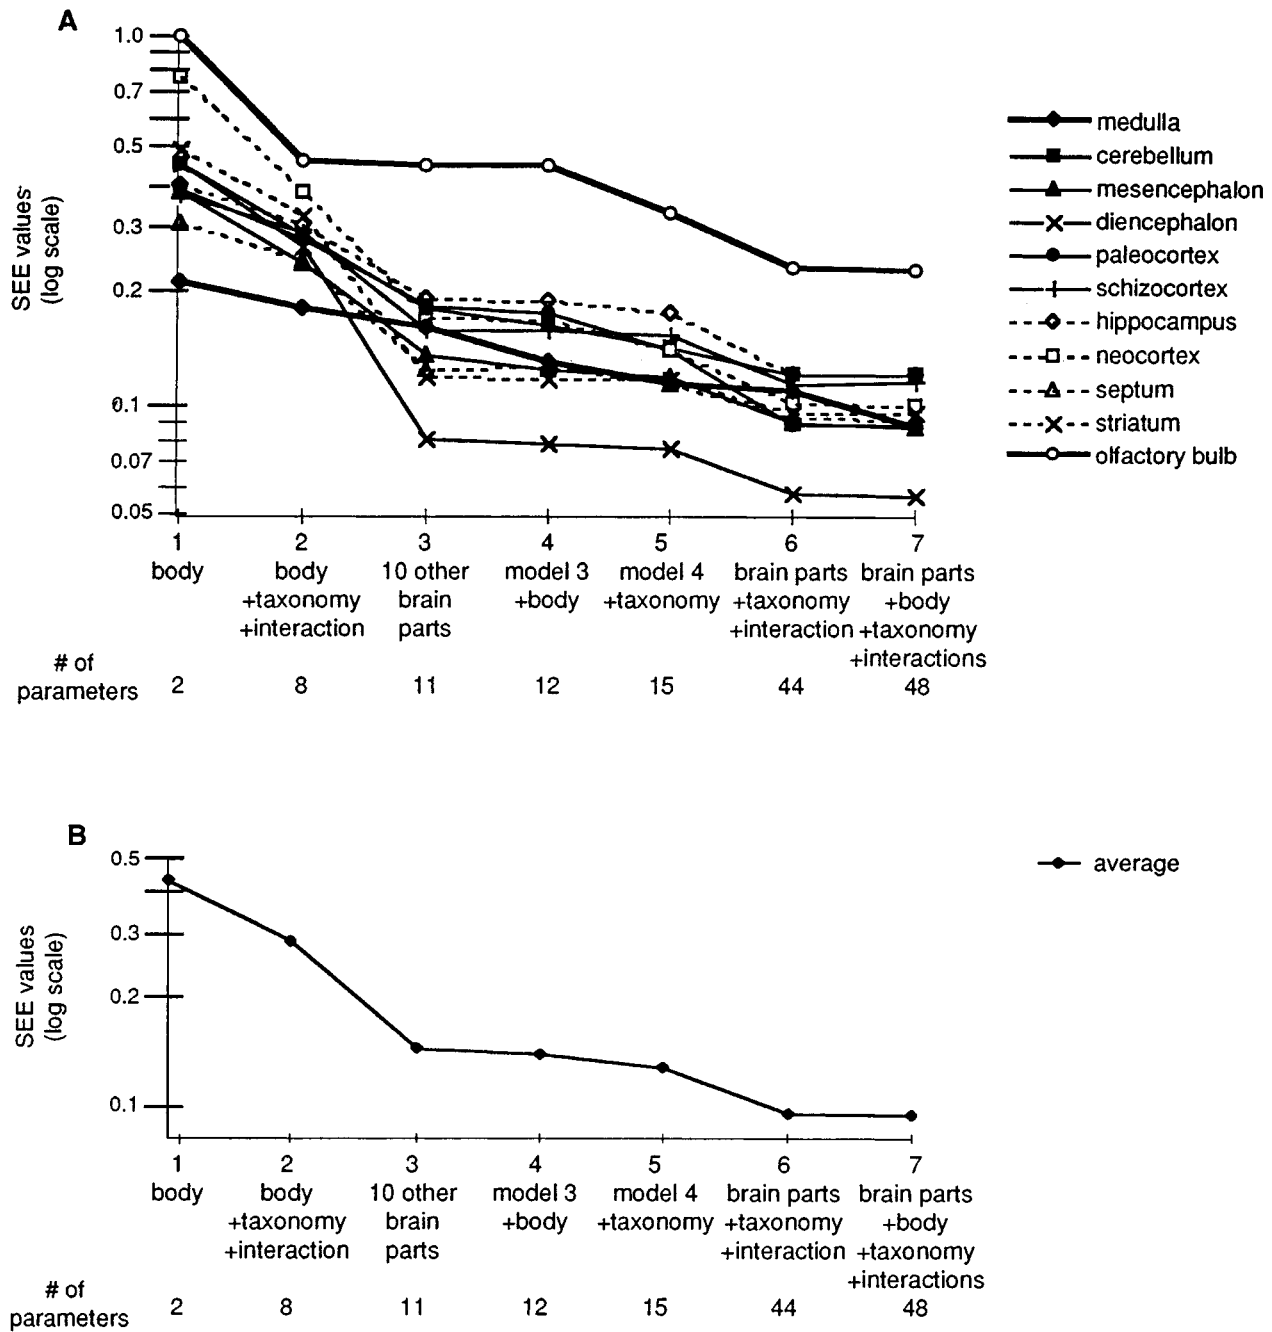 A
1.0
0.7
0.5
0.3
0.2
0.1
0.07
0.05
SEE values
(log scale)
medulla
cerebellum
mesencephalon
diencephalon
paleocortex
schizocortex
hippocampus
neocortex
septum
striatum
olfactory bulb
1 2 3 4 5 6 7
body body 10 other model 3 model 4 brain parts brain parts
+taxonomy brain +body +taxonomy +taxonomy +body
+interaction parts +interaction +taxonomy
+interactions
# of
parameters 2 8 11 12 15 44 48
B
0.5
0.3
0.2
0.1
SEE values
(log scale)
average
1 2 3 4 5 6 7
body body 10 other model 3 model 4 brain parts brain parts
+taxonomy brain +body +taxonomy +taxonomy +body
+interaction parts +interaction +taxonomy
+interactions
# of
parameters 2 8 11 12 15 44 48